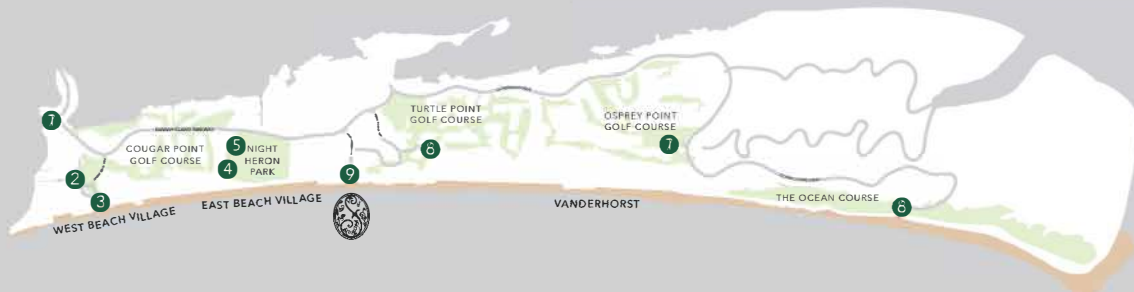 TURTLE POINT
GOLF COURSE
OSPREY POINT
GOLF COURSE
1
COUGAR POINT
GOLF COURSE
5
NIGHT
HERON
PARK
4
6
7
2
9
3
WEST BEACH VILLAGE
EAST BEACH VILLAGE
VANDERHORST
THE OCEAN COURSE
8